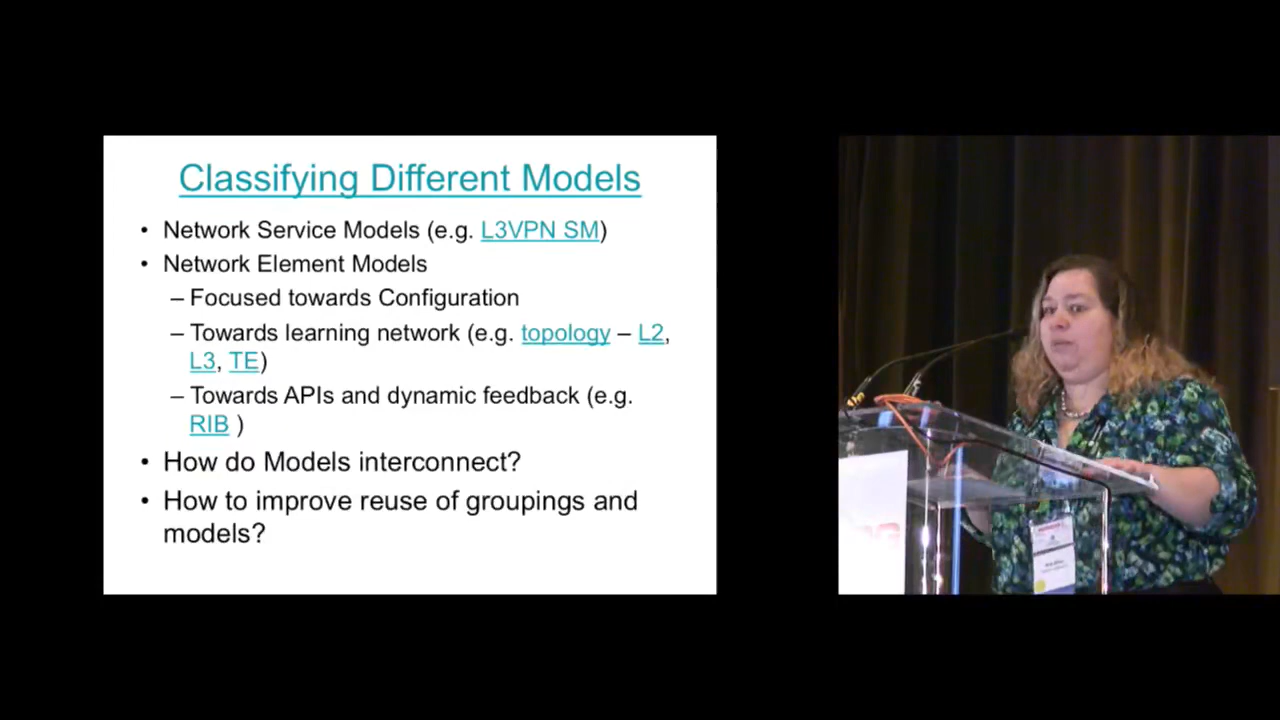 Classifying Different Models
• Network Service Models (e.g. L3VPN SM)
• Network Element Models
– Focused towards Configuration
– Towards learning network (e.g. topology – L2,
L3, TE)
– Towards APIs and dynamic feedback (e.g.
RIB )
• How do Models interconnect?
• How to improve reuse of groupings and
models?